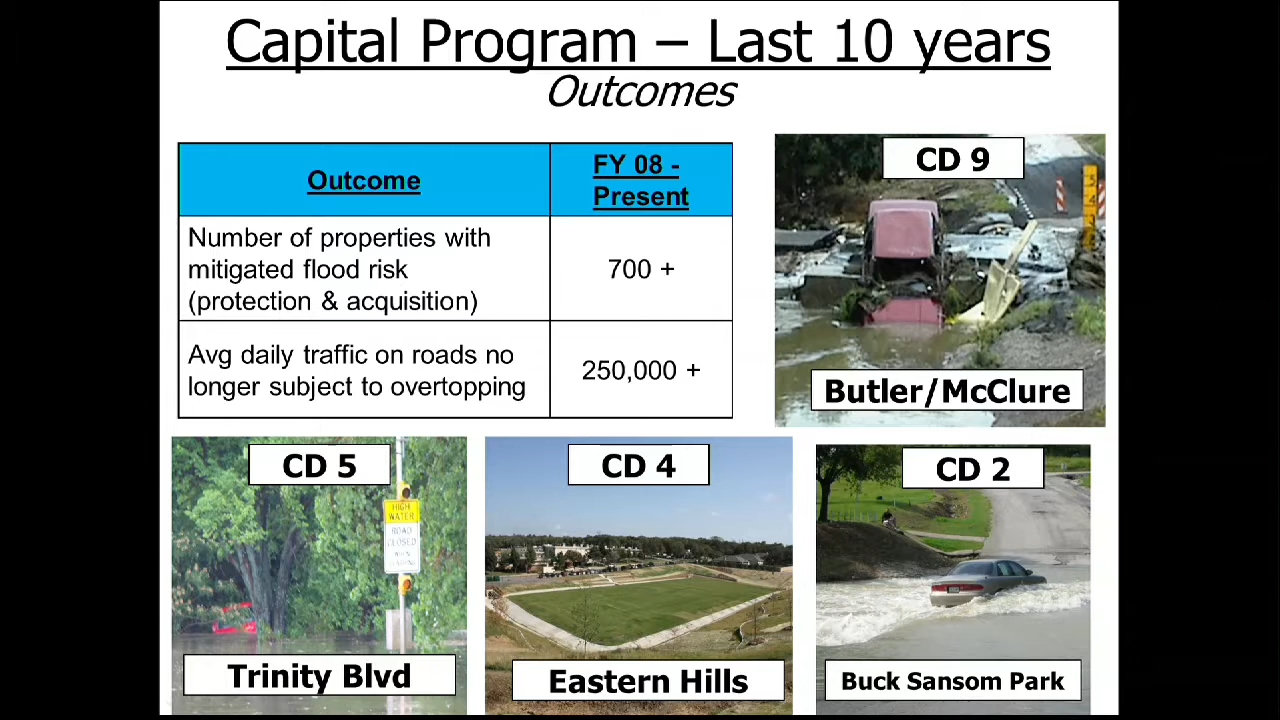 Capital Program – Last 10 years
Outcomes
Outcome
FY 08 -
Present
Number of properties with
mitigated flood risk
(protection & acquisition)
700 +
Avg daily traffic on roads no
longer subject to overtopping
250,000 +
CD 9
Butler/McClure
CD 5
HIGH
WATER
ROAD
CLOSED
WHEN
FLASHING
Trinity Blvd
CD 4
Eastern Hills
CD 2
Buck Sansom Park